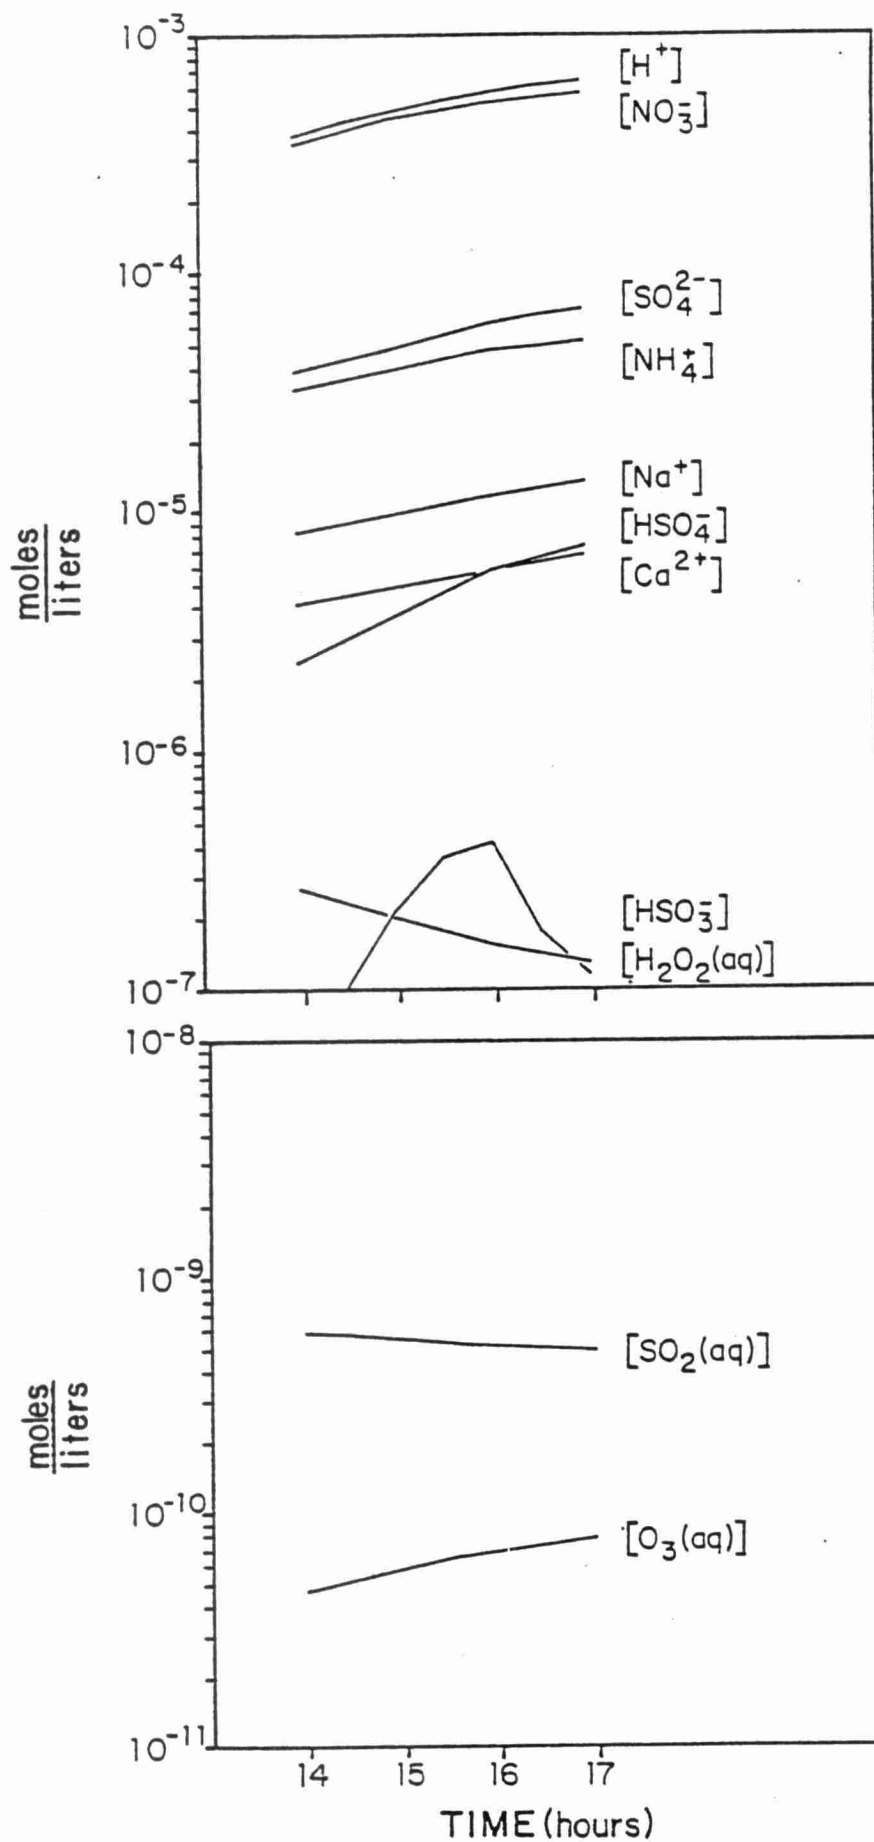 10⁻³
[H⁺]
[NO₃⁻]
10⁻⁴
[SO₄²⁻]
[NH₄⁺]
[Na⁺]
10⁻⁵
[HSO₄⁻]
[Ca²⁺]
moles
liters
10⁻⁶
[HSO₃⁻]
[H₂O₂(aq)]
10⁻⁷
10⁻⁸
10⁻⁹
[SO₂(aq)]
moles
liters
10⁻¹⁰
[O₃(aq)]
10⁻¹¹
14 15 16 17
TIME (hours)